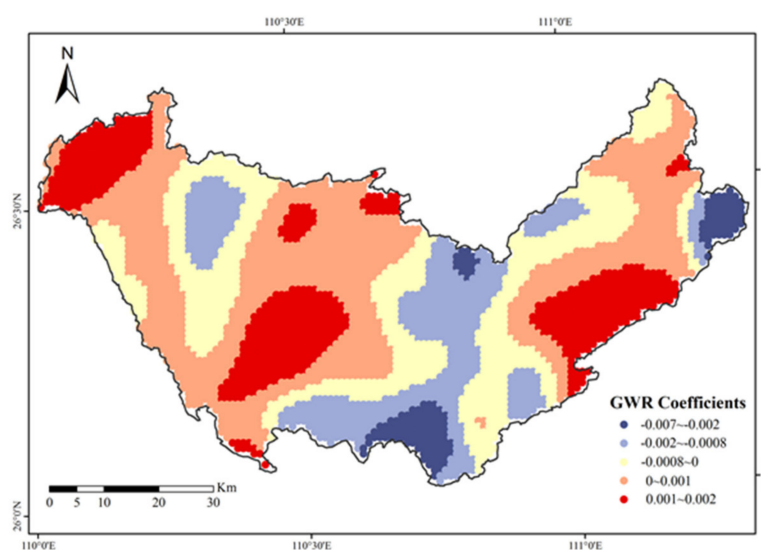 110°30'E
111°0'E
N
26°30'N
GWR Coefficients
-0.007~-0.002
-0.002~-0.0008
-0.0008~0
0~0.001
0.001~0.002
Km
0 5 10 20 30
26°0'N
110°0'E
110°30'E
111°0'E